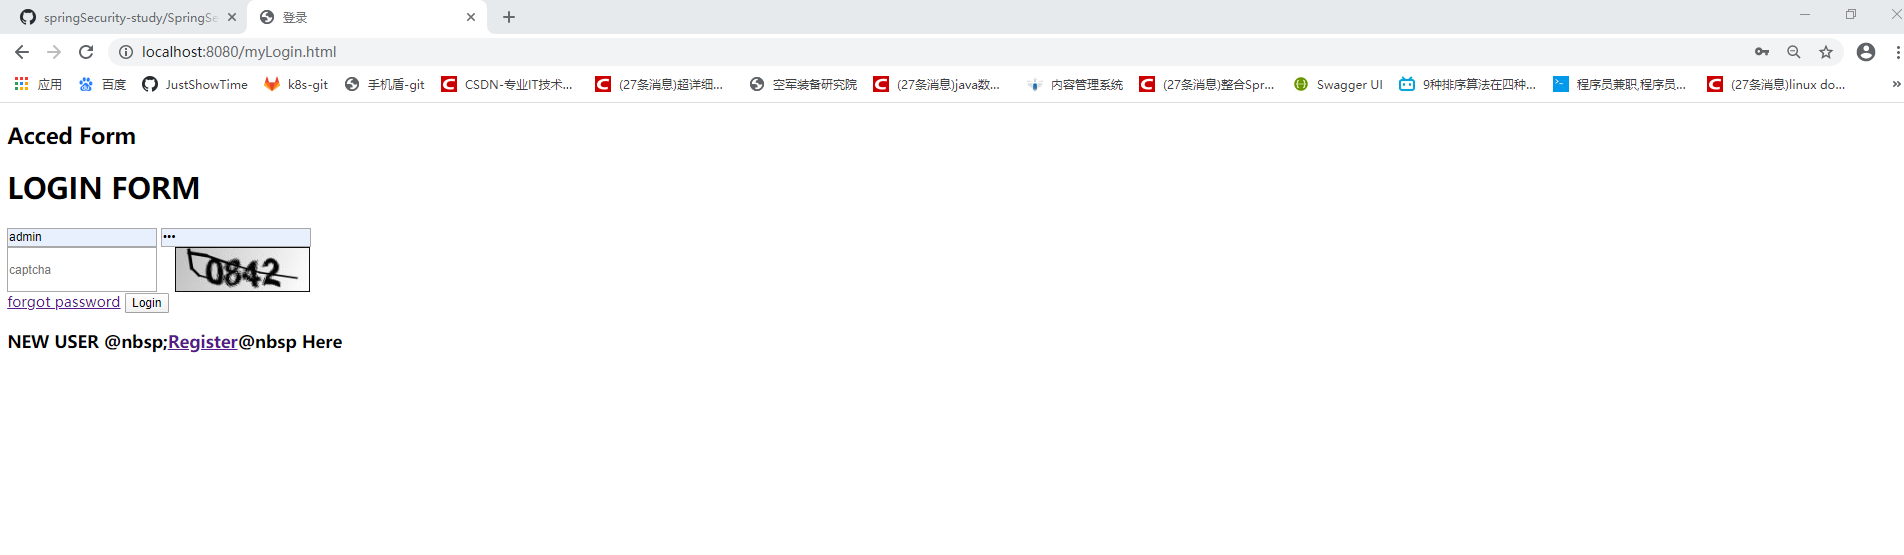 springSecurity-study/SpringSe
登录
localhost:8080/myLogin.html
应用 百度 JustShowTime k8s-git 手机盾-git CSDN-专业IT技术... (27条消息)超详细... 空军装备研究院 (27条消息)java数... 内容管理系统 (27条消息)整合Spr... Swagger UI 9种排序算法在四种... 程序员兼职,程序员... (27条消息)linux do... »
Acced Form
LOGIN FORM
admin •••
captcha 0842
forgot password Login
NEW USER @nbsp;Register@nbsp Here